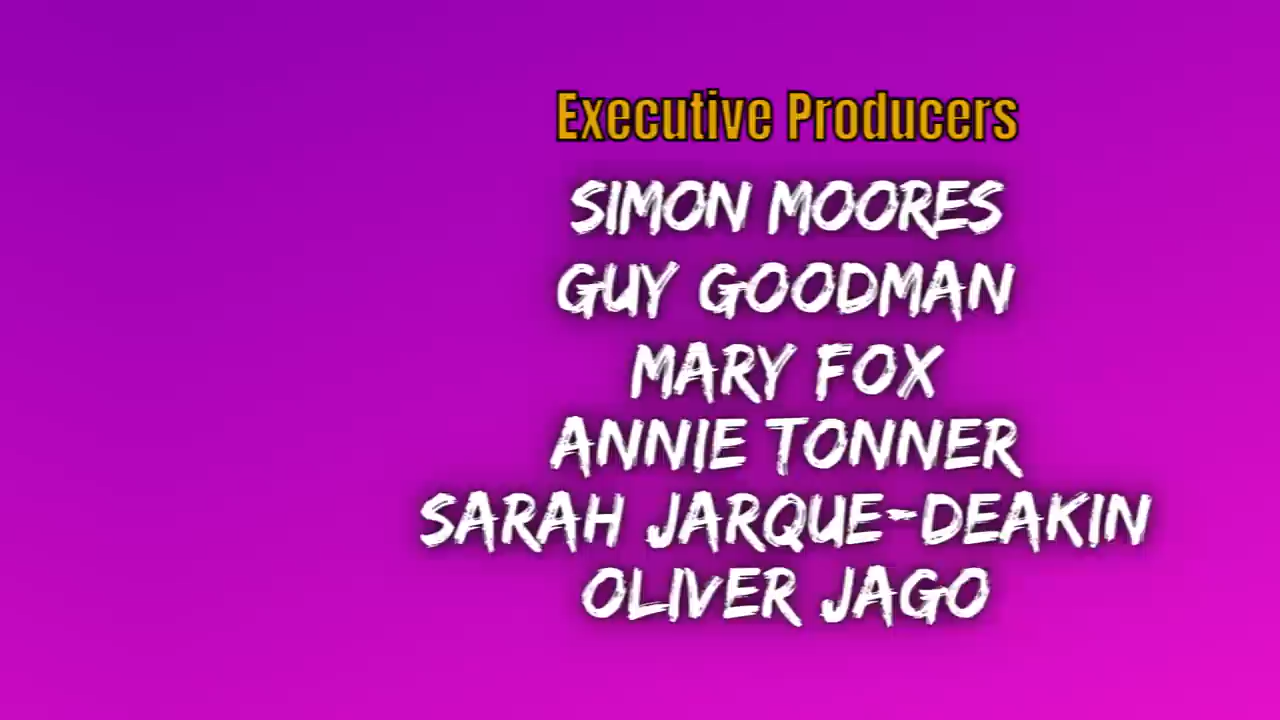 Executive Producers
SIMON MOORES
GUY GOODMAN
MARY FOX
ANNIE TONNER
SARAH JARQUE-DEAKIN
OLIVER JAGO